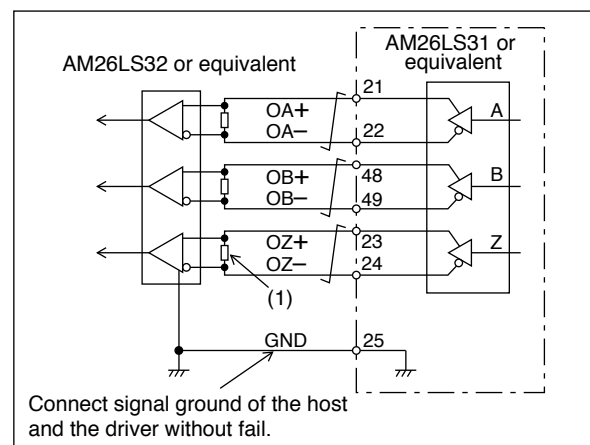 AM26LS31 or
equivalent
AM26LS32 or equivalent
21
A
OA+
OA−
22
OB+
48
B
OB−
49
OZ+
23
Z
OZ−
24
(1)
GND
25
Connect signal ground of the host
and the driver without fail.